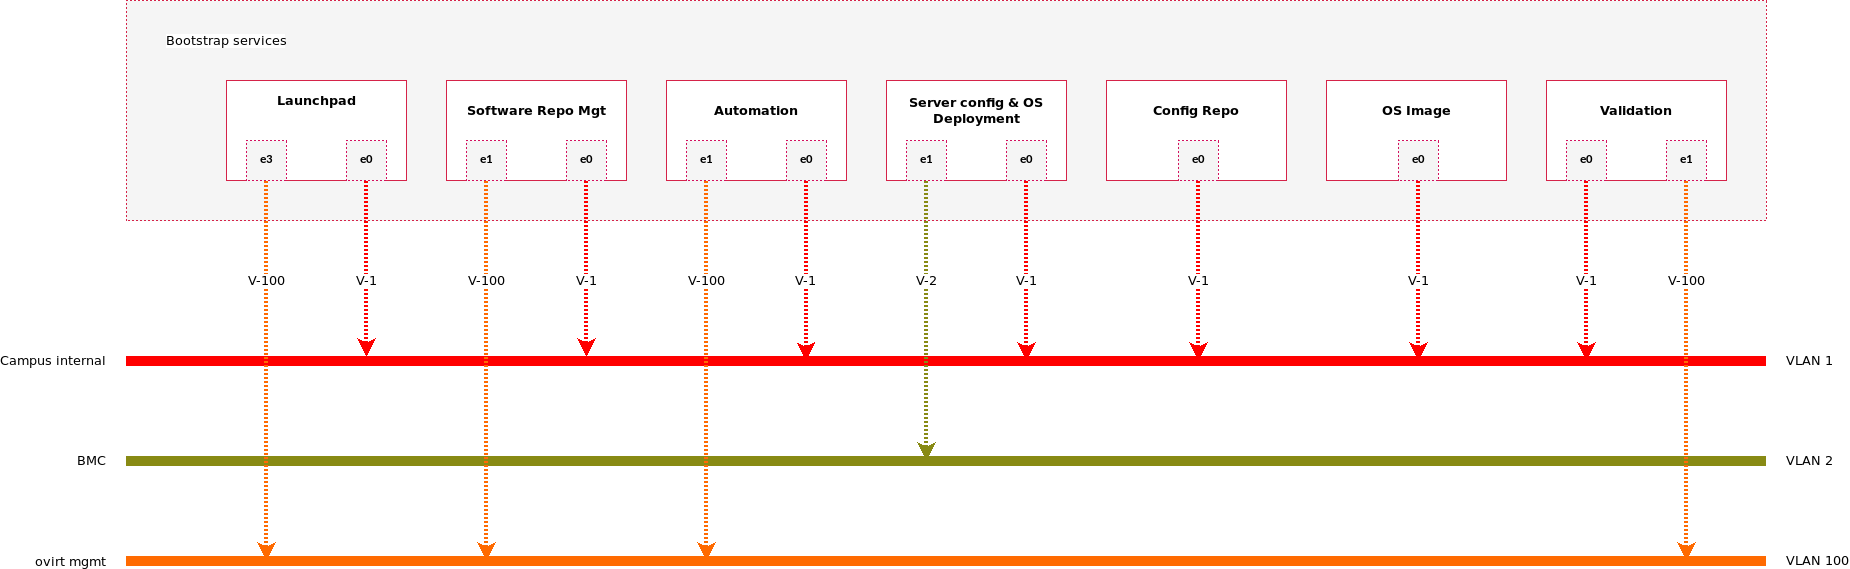 Bootstrap services
Launchpad
Software Repo Mgt
Automation
Server config & OS
Deployment
Config Repo
OS Image
Validation
e3
e0
e1
e0
e1
e0
e1
e0
e0
e0
e0
e1
V-100
V-1
V-100
V-1
V-100
V-1
V-2
V-1
V-1
V-1
V-1
V-100
Campus internal
VLAN 1
BMC
VLAN 2
ovirt mgmt
VLAN 100